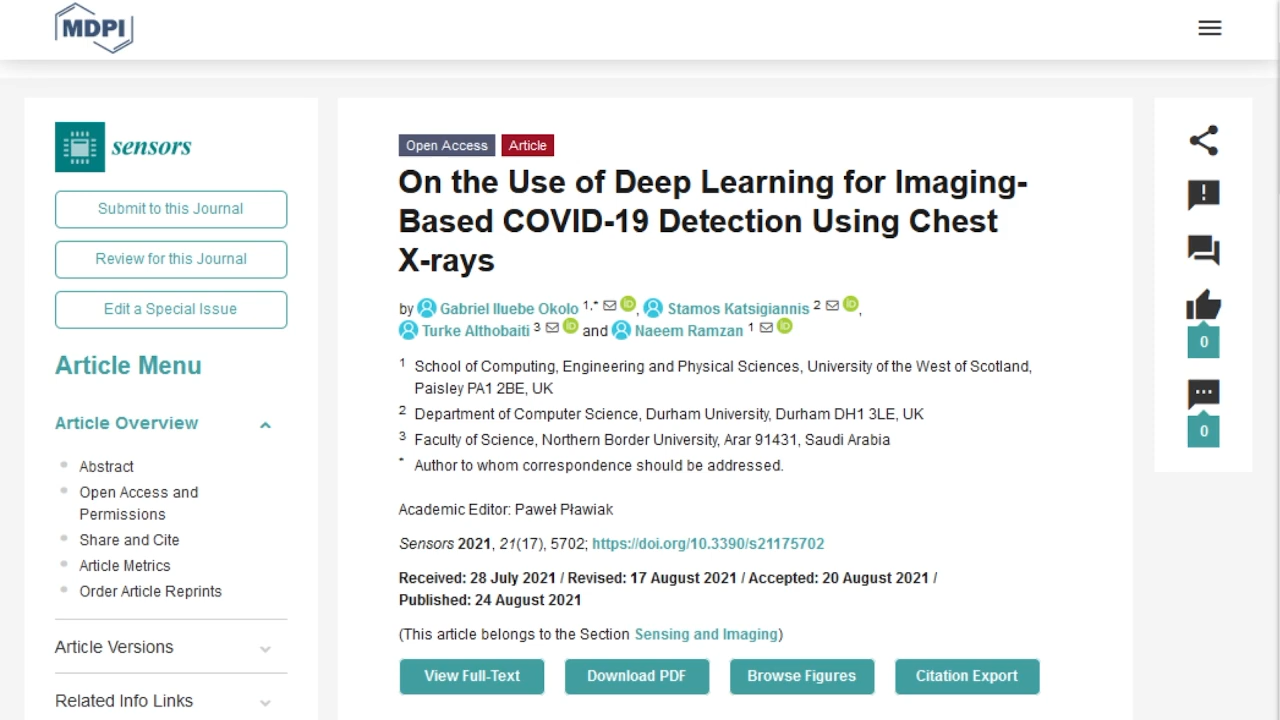 MDPI
sensors
Submit to this Journal
Review for this Journal
Edit a Special Issue
Article Menu
Article Overview
Abstract
Open Access and
Permissions
Share and Cite
Article Metrics
Order Article Reprints
Article Versions
Related Info Links
Open Access Article
On the Use of Deep Learning for Imaging-
Based COVID-19 Detection Using Chest
X-rays
by Gabriel Iluebe Okolo 1,* iD, Stamos Katsigiannis 2 iD,
Turke Althobaiti 3 iD and Naeem Ramzan 1 iD
1 School of Computing, Engineering and Physical Sciences, University of the West of Scotland,
Paisley PA1 2BE, UK
2 Department of Computer Science, Durham University, Durham DH1 3LE, UK
3 Faculty of Science, Northern Border University, Arar 91431, Saudi Arabia
* Author to whom correspondence should be addressed.
Academic Editor: Paweł Pławiak
Sensors 2021, 21(17), 5702; https://doi.org/10.3390/s21175702
Received: 28 July 2021 / Revised: 17 August 2021 / Accepted: 20 August 2021 /
Published: 24 August 2021
(This article belongs to the Section Sensing and Imaging)
View Full-Text
Download PDF
Browse Figures
Citation Export
0
0